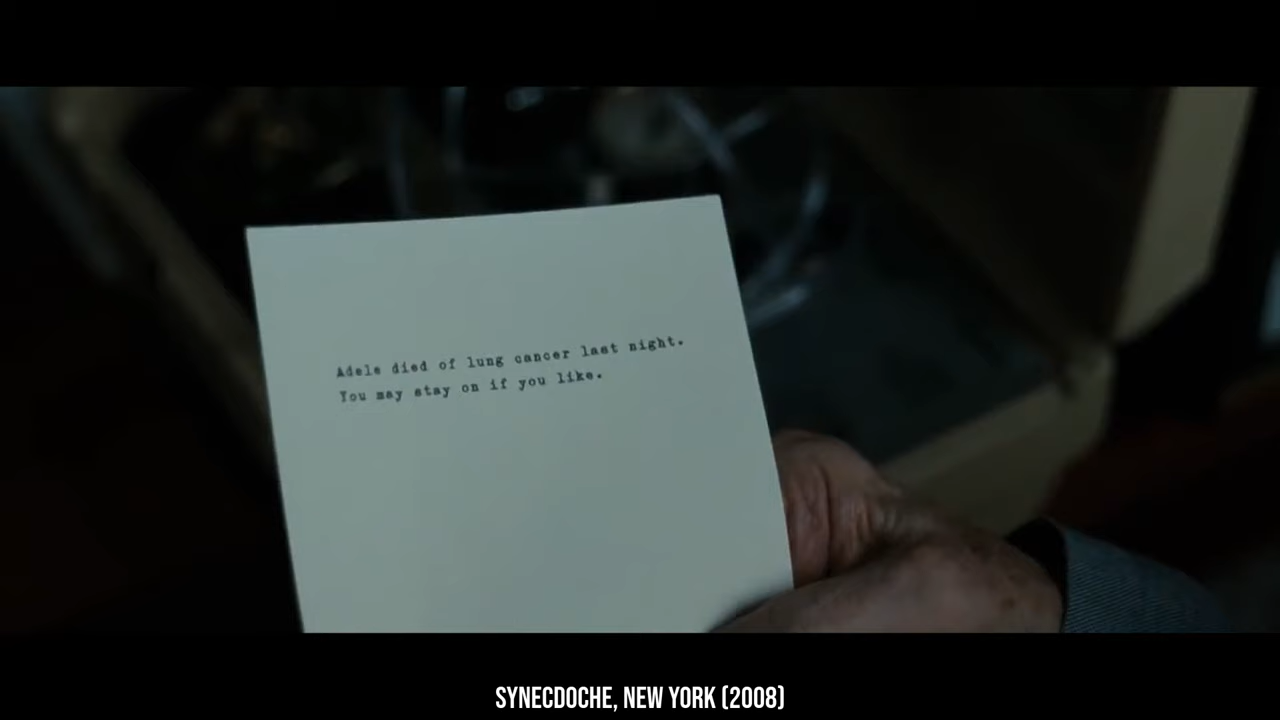 Adele died of lung cancer last night.
You may stay on if you like.
SYNECDOCHE, NEW YORK (2008)